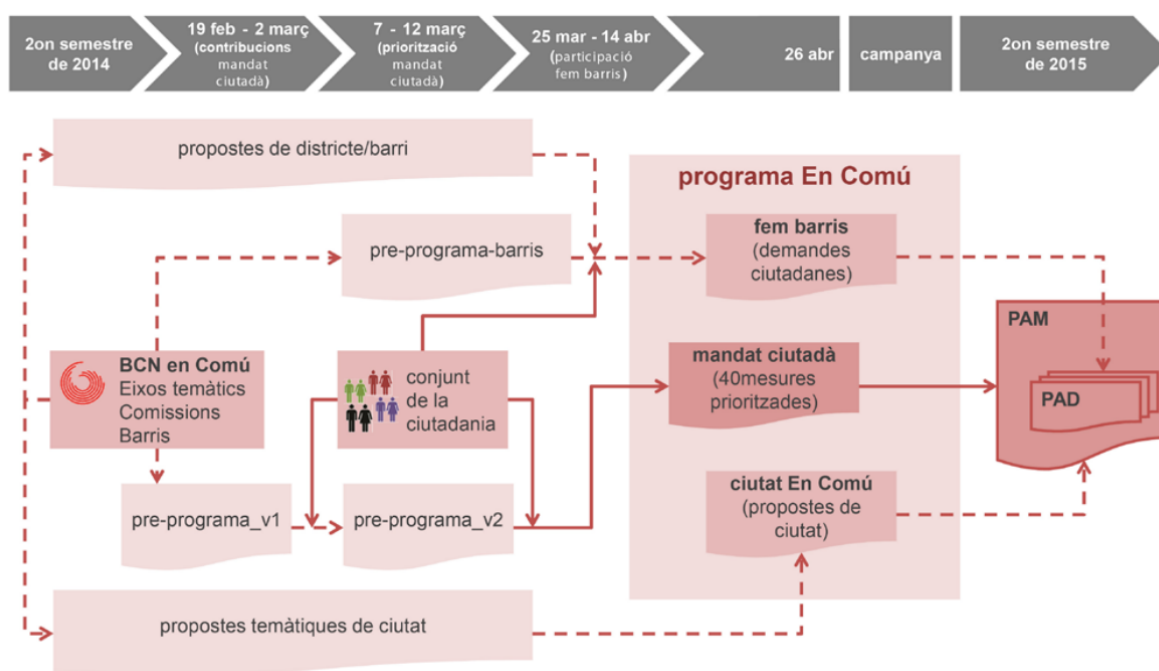 2on semestre
de 2014
19 feb - 2 març
(contribucions
mandat
ciutadà)
7 - 12 març
(priorització
mandat
ciutadà)
25 mar - 14 abr
(participació
fem barris)
26 abr
campanya
2on semestre
de 2015
propostes de districte/barri
programa En Comú
pre-programa-barris
fem barris
(demandes
ciutadanes)
BCN en Comú
Eixos temàtics
Comissions
Barris
conjunt
de la
ciutadania
mandat ciutadà
(40mesures
prioritzades)
PAM
PAD
pre-programa_v1
pre-programa_v2
ciutat En Comú
(propostes de
ciutat)
propostes temàtiques de ciutat